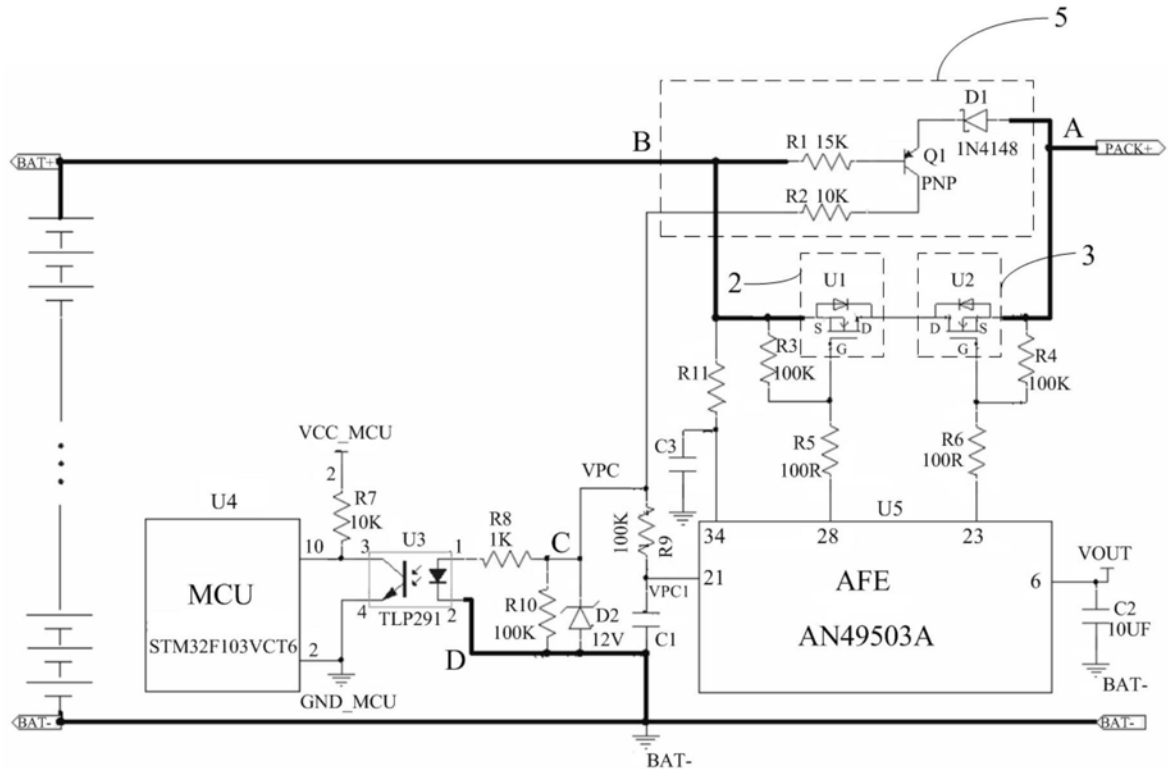 5
D1
A
B
BAT+
R1 15K
Q1
1N4148
PACK+
PNP
R2 10K
3
2
U1
U2
S
D
D
S
G
G
R3
100K
R4
100K
R11
R5
100R
R6
100R
C3
VCC_MCU
2
R7
10K
VPC
U4
U5
10
3
U3
1
R8
1K
C
100K
R9
34
28
23
MCU
STM32F103VCT6
21
AFE
AN49503A
6
VOUT
VPC1
4
2
TLP291
R10
100K
D2
12V
C1
C2
10UF
2
D
GND_MCU
BAT-
BAT-
BAT-
BAT-